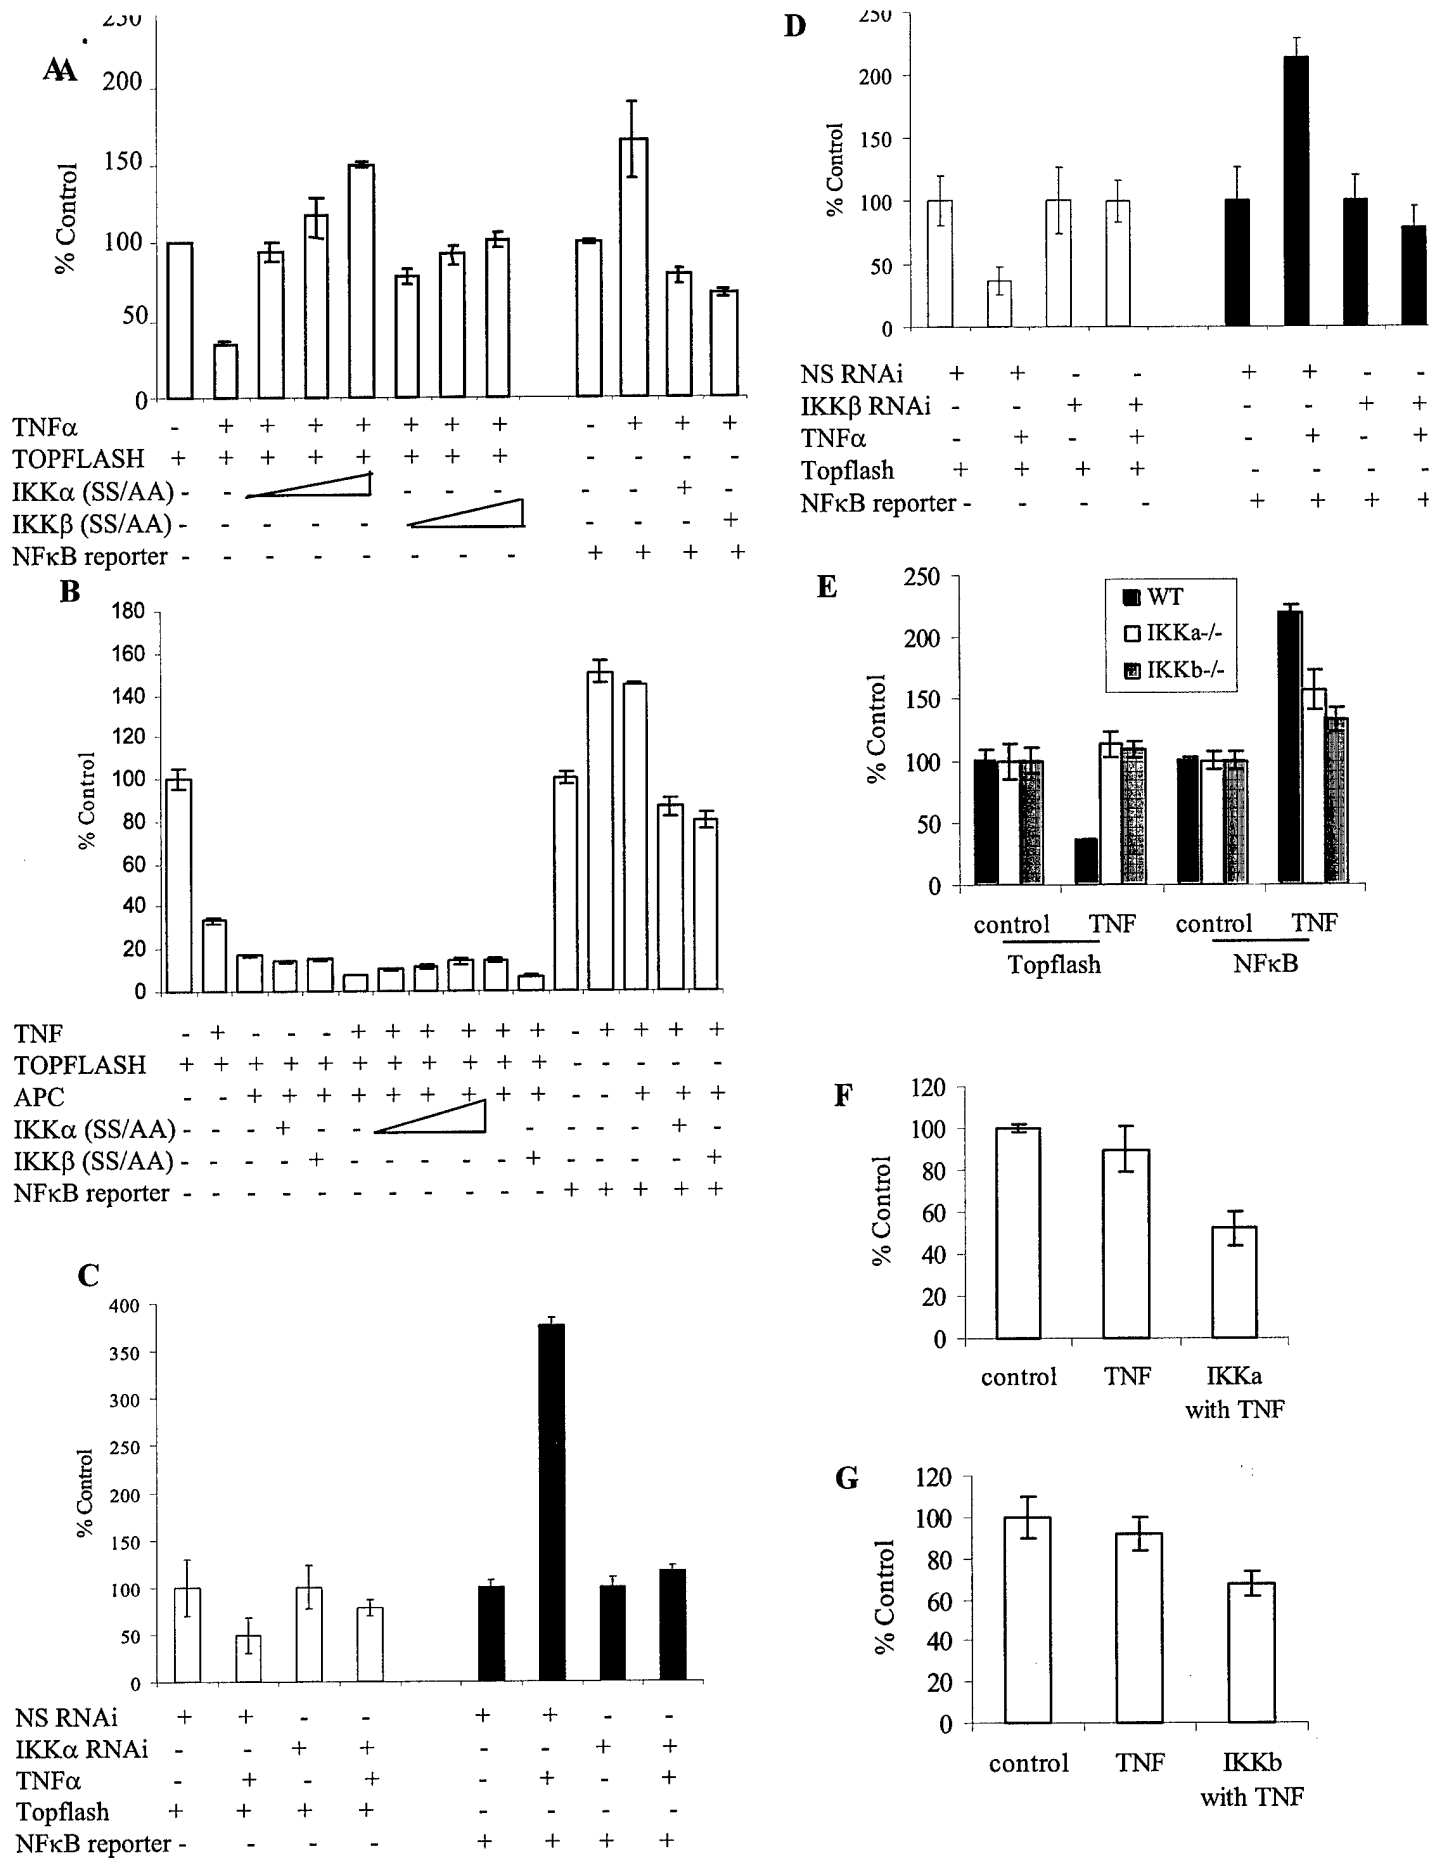 AA
250
200
150
100
50
0
% Control
TNFα - + + + + + + + - + + +
TOPFLASH + + + + + + + + - - - -
IKKα (SS/AA) - - - - - - - + -
IKKβ (SS/AA) - - - - - - - - +
NFκB reporter - - - - - - - - + + + +
B
180
160
140
120
100
80
60
40
20
0
% Control
TNF - + - - - + + + + + + - + + + +
TOPFLASH + + + + + + + + + + + - - - - -
APC - - + + + + + + + + + - - + + +
IKKα (SS/AA) - - - + - - - - - - + -
IKKβ (SS/AA) - - - - + - - - - - + - - - - +
NFκB reporter - - - - - - - - - - - + + + + +
C
400
350
300
250
200
150
100
50
0
% Control
NS RNAi + + - - + + - -
IKKα RNAi - - + + - - + +
TNFα - + - + - + - +
Topflash + + + + - - - -
NFκB reporter - - - - + + + +
D
250
200
150
100
50
0
% Control
NS RNAi + + - - + + - -
IKKβ RNAi - - + + - - + +
TNFα - + - + - + - +
Topflash + + + + - - - -
NFκB reporter - - - - + + + +
E
250
200
150
100
50
0
% Control
WT
IKKa-/-
IKKb-/-
control TNF control TNF
Topflash NFκB
F
120
100
80
60
40
20
0
% Control
control TNF IKKa
with TNF
G
120
100
80
60
40
20
0
% Control
control TNF IKKb
with TNF